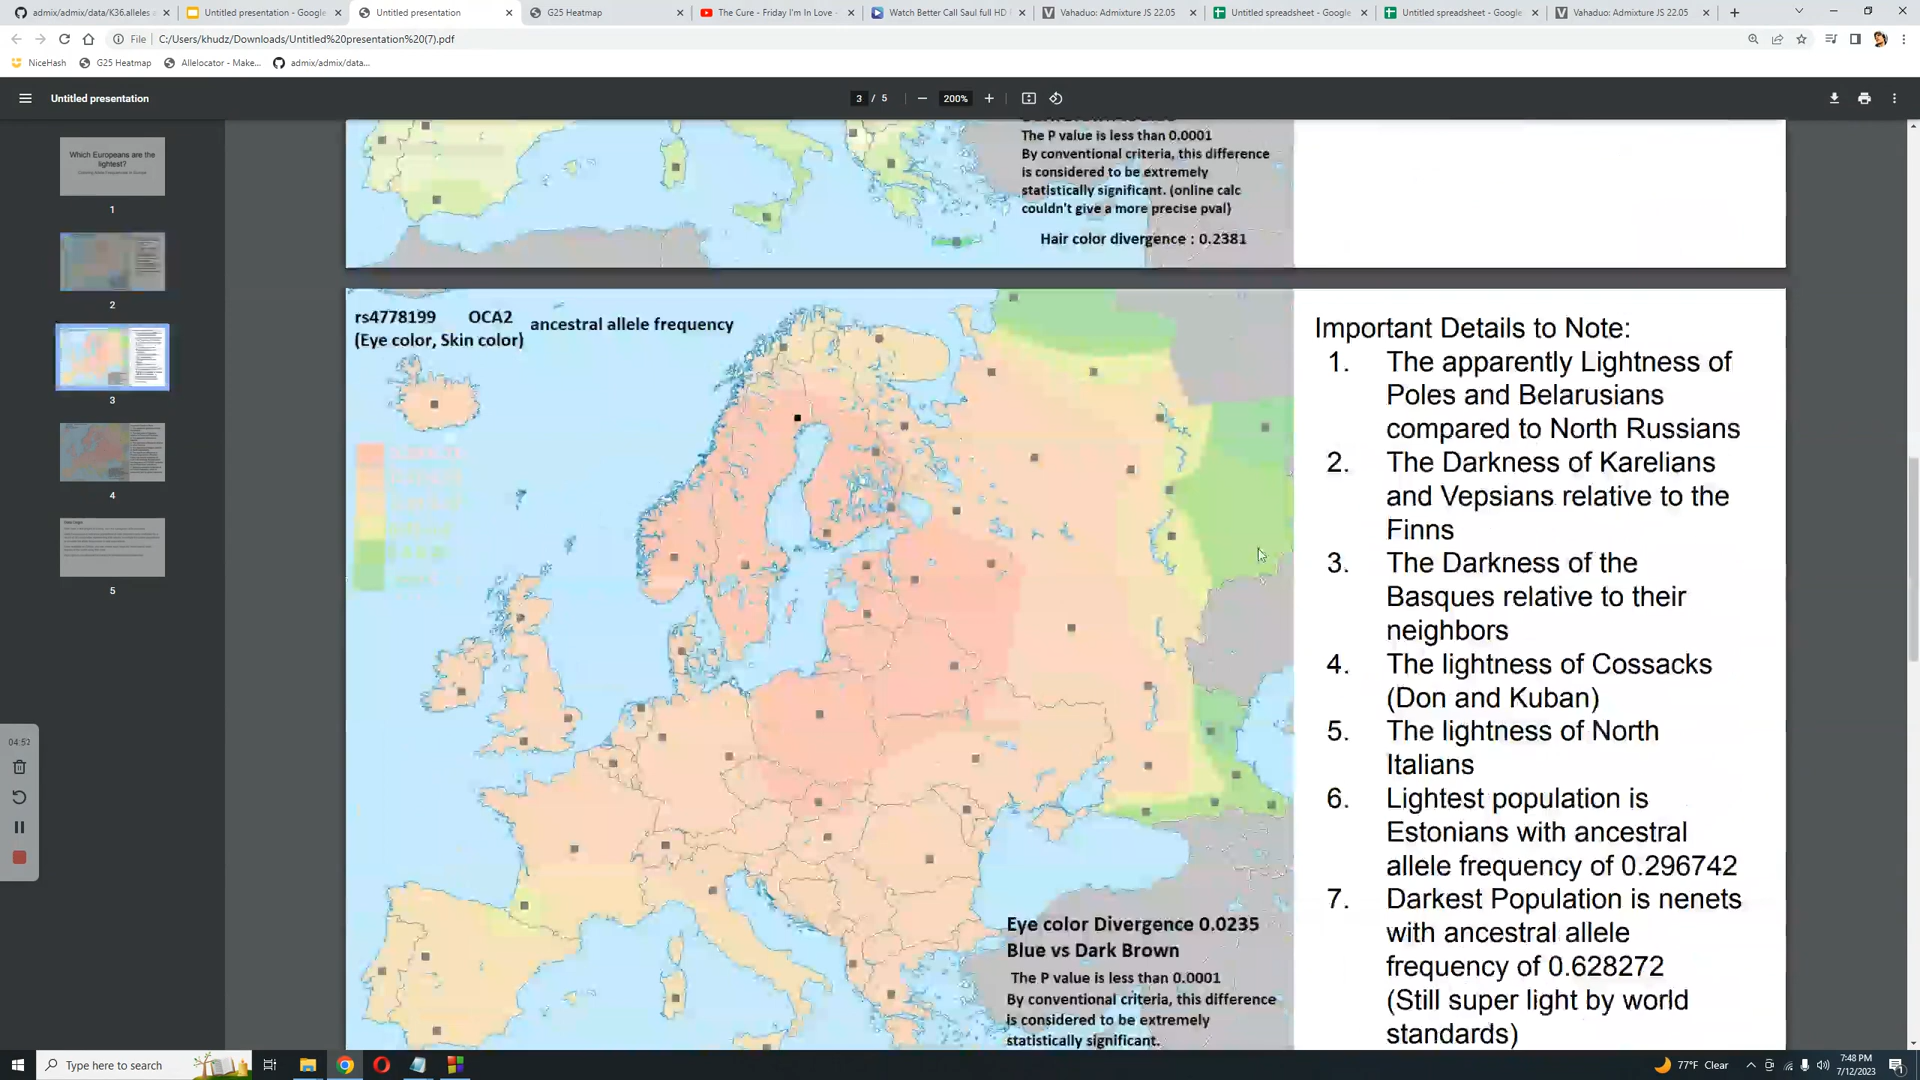 admix/admix/data/K36.alleles a
Untitled presentation - Google
Untitled presentation
G25 Heatmap
The Cure - Friday I'm In Love -
Watch Better Call Saul full HD
Vahaduo: Admixture JS 22.05
Untitled spreadsheet - Google
Untitled spreadsheet - Google
Vahaduo: Admixture JS 22.05
File
C:/Users/khudz/Downloads/Untitled%20presentation%20(7).pdf
NiceHash
G25 Heatmap
Allelocator - Make...
admix/admix/data...
Untitled presentation
3 / 5
200%
Which Europeans are the
lightest?
1
2
3
4
5
The P value is less than 0.0001
By conventional criteria, this difference
is considered to be extremely
statistically significant. (online calc
couldn't give a more precise pval)
Hair color divergence : 0.2381
rs4778199 OCA2 ancestral allele frequency
(Eye color, Skin color)
Eye color Divergence 0.0235
Blue vs Dark Brown
The P value is less than 0.0001
By conventional criteria, this difference
is considered to be extremely
statistically significant.
Important Details to Note:
1. The apparently Lightness of
Poles and Belarusians
compared to North Russians
2. The Darkness of Karelians
and Vepsians relative to the
Finns
3. The Darkness of the
Basques relative to their
neighbors
4. The lightness of Cossacks
(Don and Kuban)
5. The lightness of North
Italians
6. Lightest population is
Estonians with ancestral
allele frequency of 0.296742
7. Darkest Population is nenets
with ancestral allele
frequency of 0.628272
(Still super light by world
standards)
04:52
Type here to search
77°F Clear
7:48 PM
7/12/2023